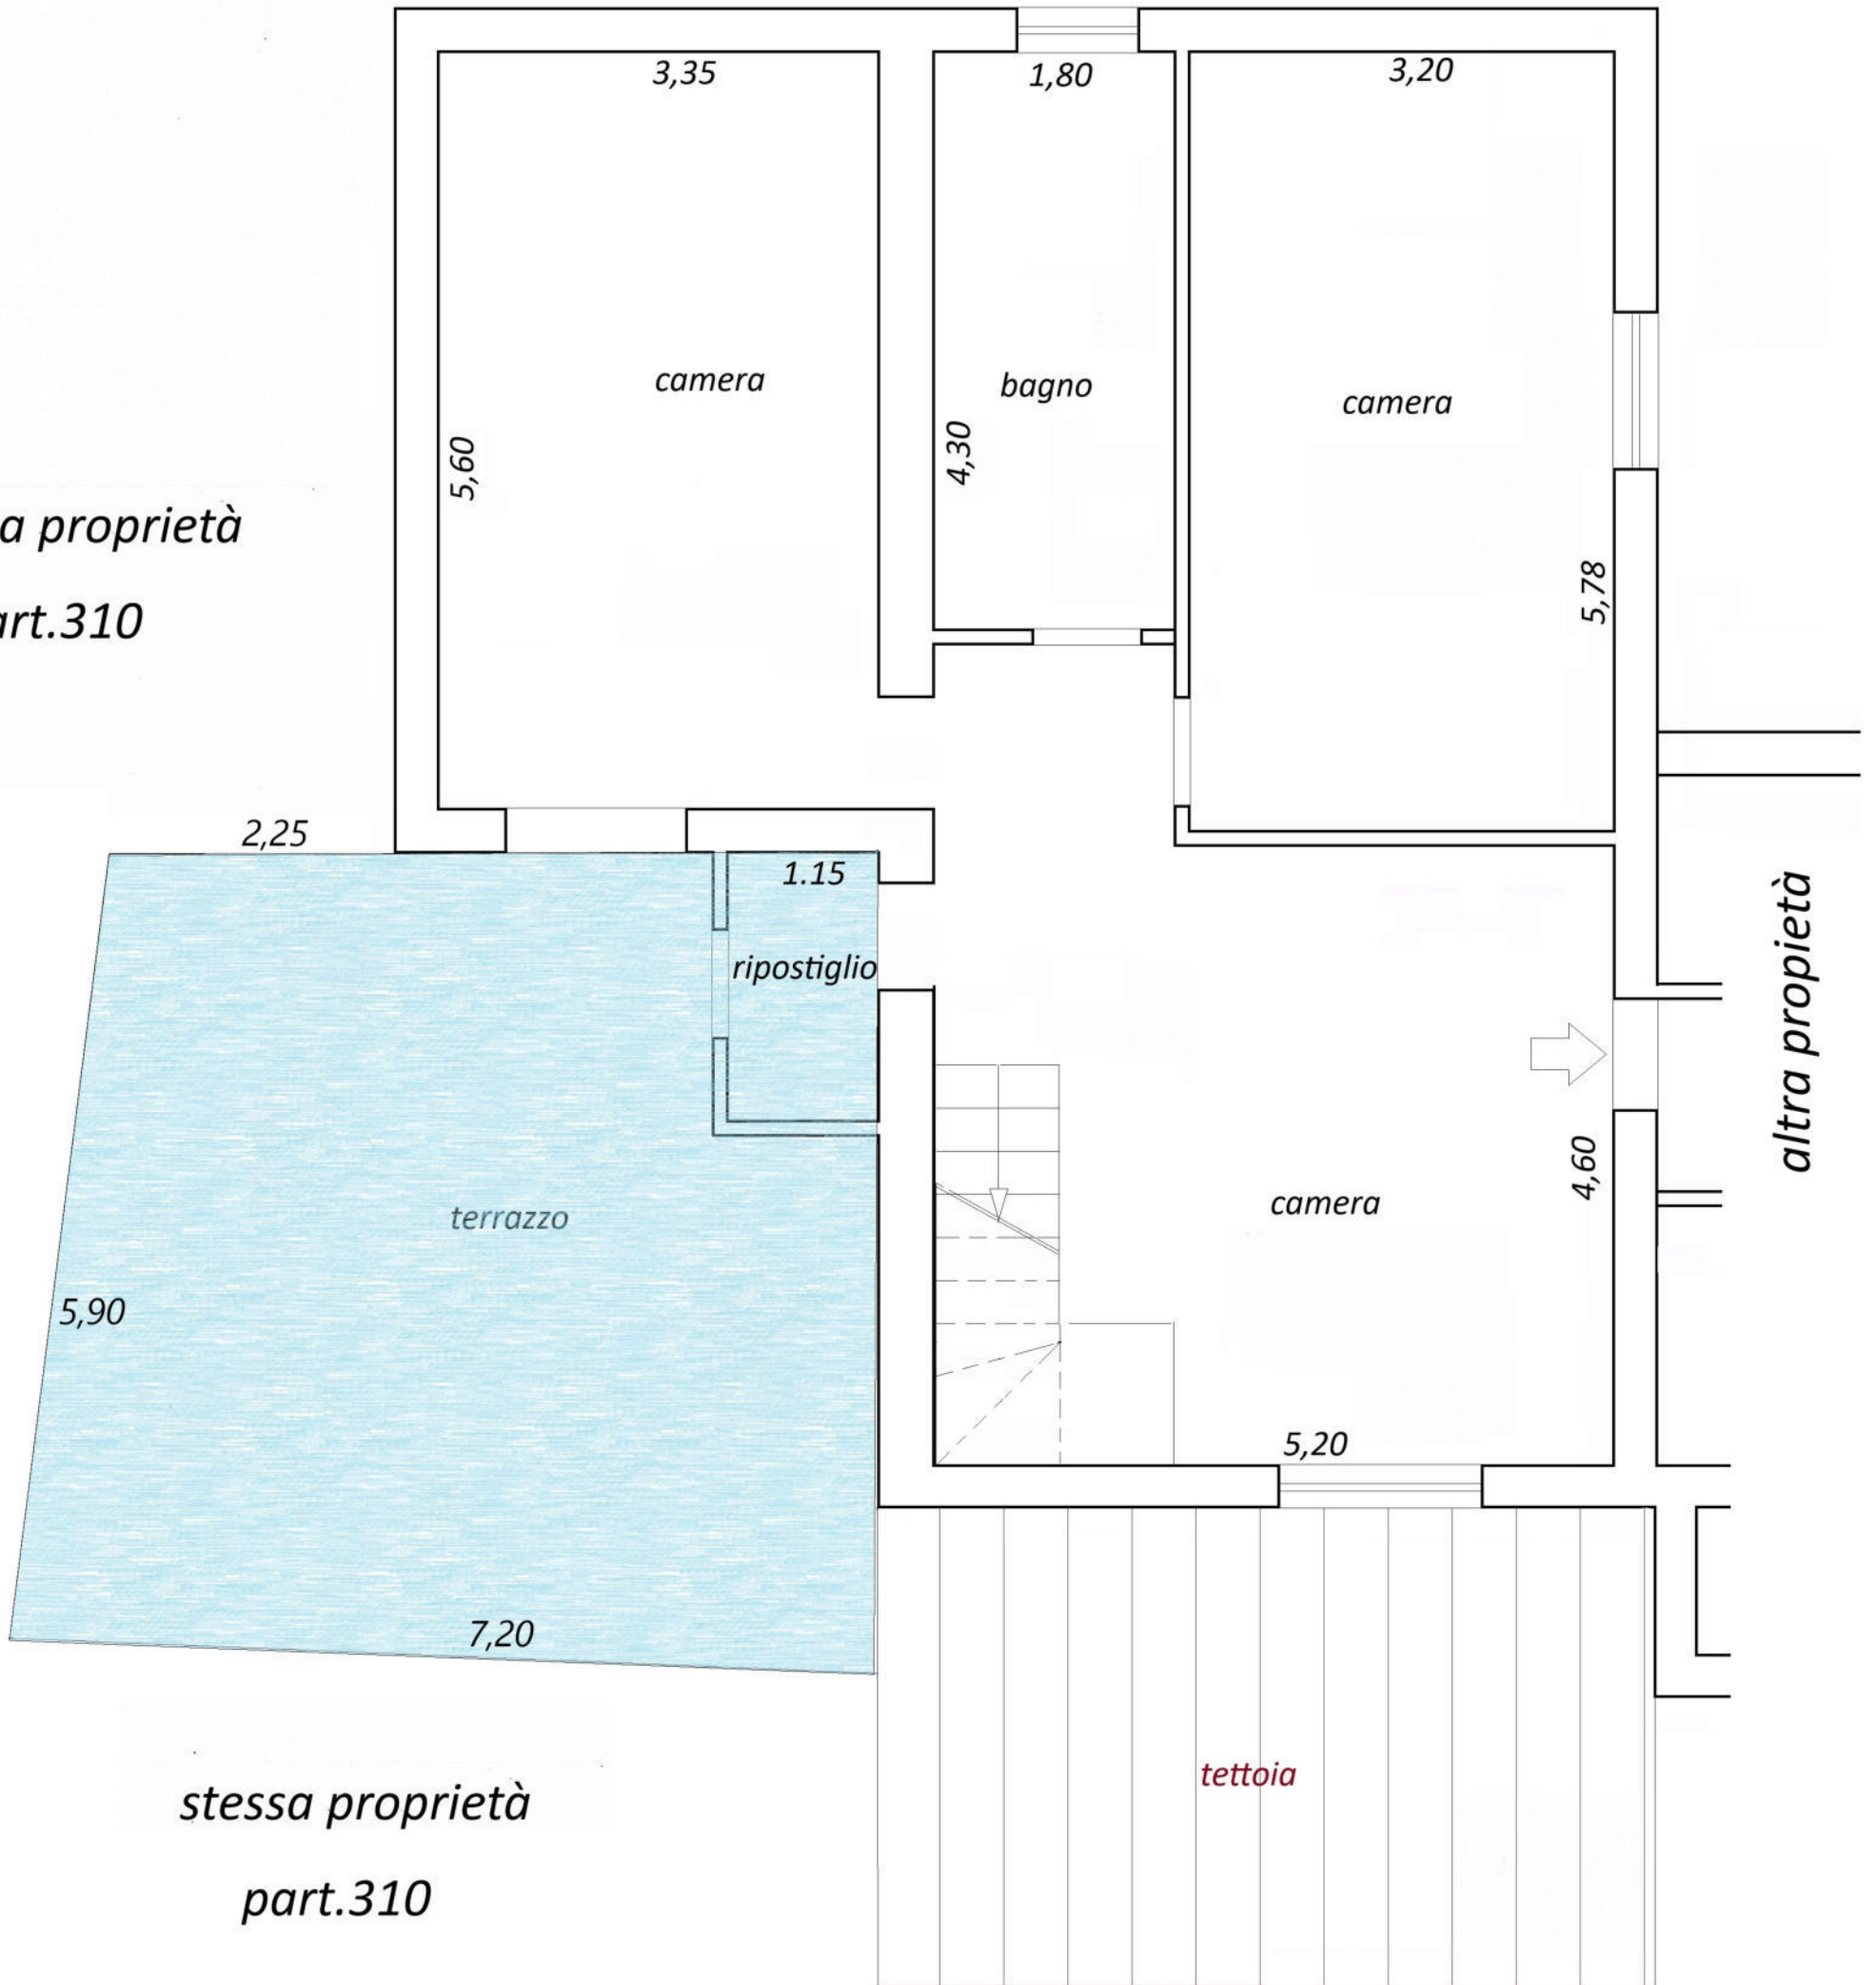 3,35
1,80
3,20
camera
bagno
camera
5,60
4,30
a proprietà
5,78
rt.310
2,25
1.15
altra propietà
ripostiglio
4,60
camera
terrazzo
5,90
5,20
7,20
tettoia
stessa proprietà
part.310